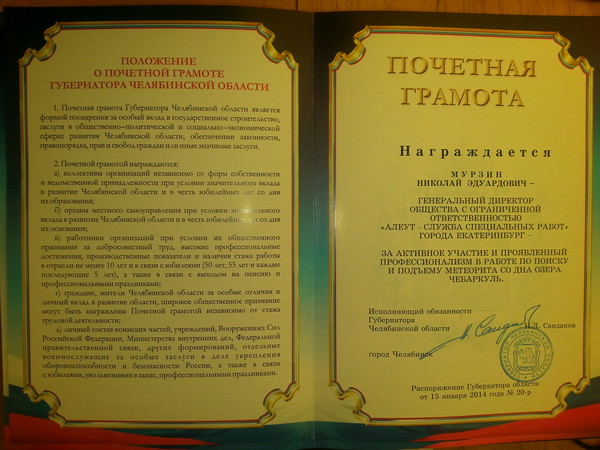 ПОЛОЖЕНИЕ
О ПОЧЕТНОЙ ГРАМОТЕ
ГУБЕРНАТОРА ЧЕЛЯБИНСКОЙ ОБЛАСТИ
1. Почетная грамота Губернатора Челябинской области является
формой поощрения за особый вклад в государственное строительство,
заслуги в общественно-политической и социально-экономической
сферах развития Челябинской области, обеспечении законности,
правопорядка, прав и свобод граждан или иные значимые заслуги.
2. Почетной грамотой награждаются:
а) коллективы организаций независимо от форм собственности
и ведомственной принадлежности при условии значительного вклада
в развитие Челябинской области и в честь юбилейных дат со дня
их образования;
б) органы местного самоуправления при условии значительного
вклада в развитие Челябинской области и в честь юбилейных дат со дня
их основания;
в) работники организаций при условии их общественного
признания за добросовестный труд, высокие профессиональные
достижения, производственные показатели и наличия стажа работы
в отрасли не менее 10 лет и в связи с юбилеями (50 лет, 55 лет и каждые
последующие 5 лет), а также в связи с выходом на пенсию и
профессиональными праздниками;
г) граждане, жители Челябинской области за особые отличия и
личный вклад в развитие области, широкое общественное признание
могут быть награждены Почетной грамотой независимо от стажа
трудовой деятельности;
д) личный состав воинских частей, учреждений, Вооруженных Сил
Российской Федерации, Министерства внутренних дел, Федеральной
правительственной связи, других формирований, отдельные
военнослужащие за особые заслуги в деле укрепления
обороноспособности и безопасности России, а также в связи
с юбилеями, увольнениями в запас, профессиональными праздниками.
ПОЧЕТНАЯ
ГРАМОТА
Награждается
МУРЗИН
НИКОЛАЙ ЭДУАРДОВИЧ –
ГЕНЕРАЛЬНЫЙ ДИРЕКТОР
ОБЩЕСТВА С ОГРАНИЧЕННОЙ
ОТВЕТСТВЕННОСТЬЮ
«АЛЕУТ - СЛУЖБА СПЕЦИАЛЬНЫХ РАБОТ»
ГОРОДА ЕКАТЕРИНБУРГ –
ЗА АКТИВНОЕ УЧАСТИЕ И ПРОЯВЛЕННЫЙ
ПРОФЕССИОНАЛИЗМ В РАБОТЕ ПО ПОИСКУ
И ПОДЪЕМУ МЕТЕОРИТА СО ДНА ОЗЕРА
ЧЕБАРКУЛЬ.
Исполняющий обязанности
Губернатора
Челябинской области Н.Д. Сандаков
город Челябинск
Распоряжение Губернатора области
от 15 января 2014 года № 20-р